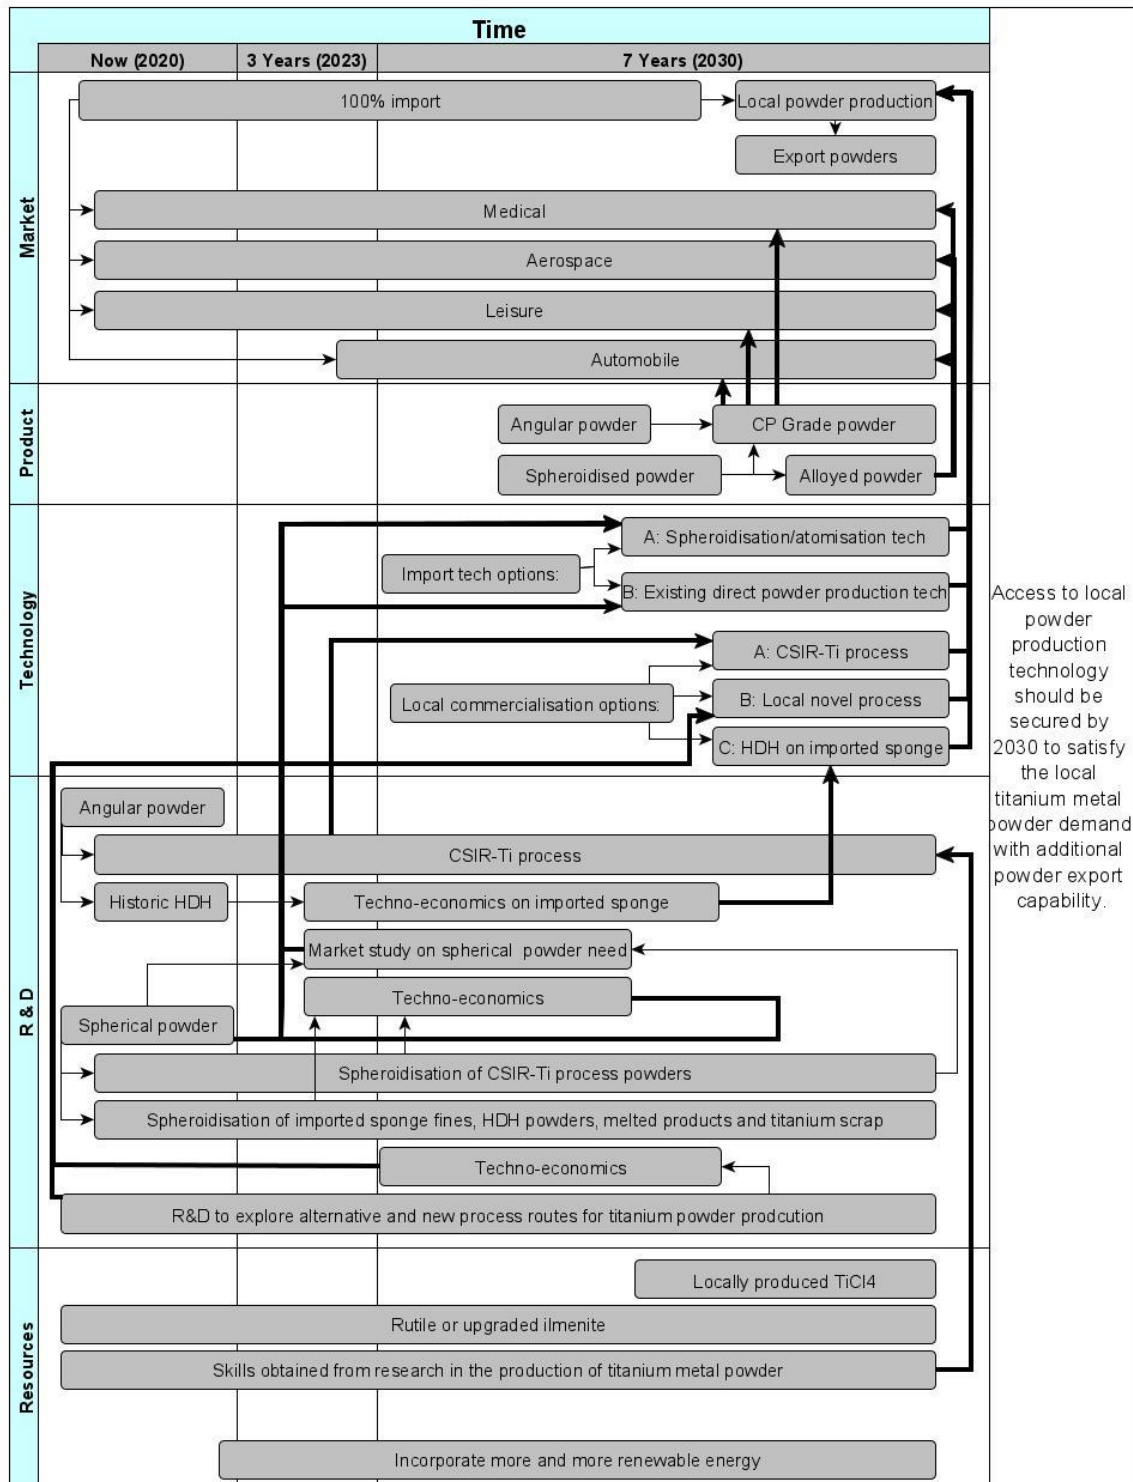 Time
Now (2020)
3 Years (2023)
7 Years (2030)
Market
100% import
Local powder production
Export powders
Medical
Aerospace
Leisure
Automobile
Product
Angular powder
CP Grade powder
Spheroidised powder
Alloyed powder
Technology
A: Spheroidisation/atomisation tech
Import tech options:
B: Existing direct powder production tech
A: CSIR-Ti process
Local commercialisation options:
B: Local novel process
C: HDH on imported sponge
R & D
Angular powder
CSIR-Ti process
Historic HDH
Techno-economics on imported sponge
Market study on spherical powder need
Techno-economics
Spherical powder
Spheroidisation of CSIR-Ti process powders
Spheroidisation of imported sponge fines, HDH powders, melted products and titanium scrap
Techno-economics
R&D to explore alternative and new process routes for titanium powder prodcution
Resources
Locally produced TiCl4
Rutile or upgraded ilmenite
Skills obtained from research in the production of titanium metal powder
Incorporate more and more renewable energy
Access to local
powder
production
technology
should be
secured by
2030 to satisfy
the local
titanium metal
powder demand
with additional
powder export
capability.